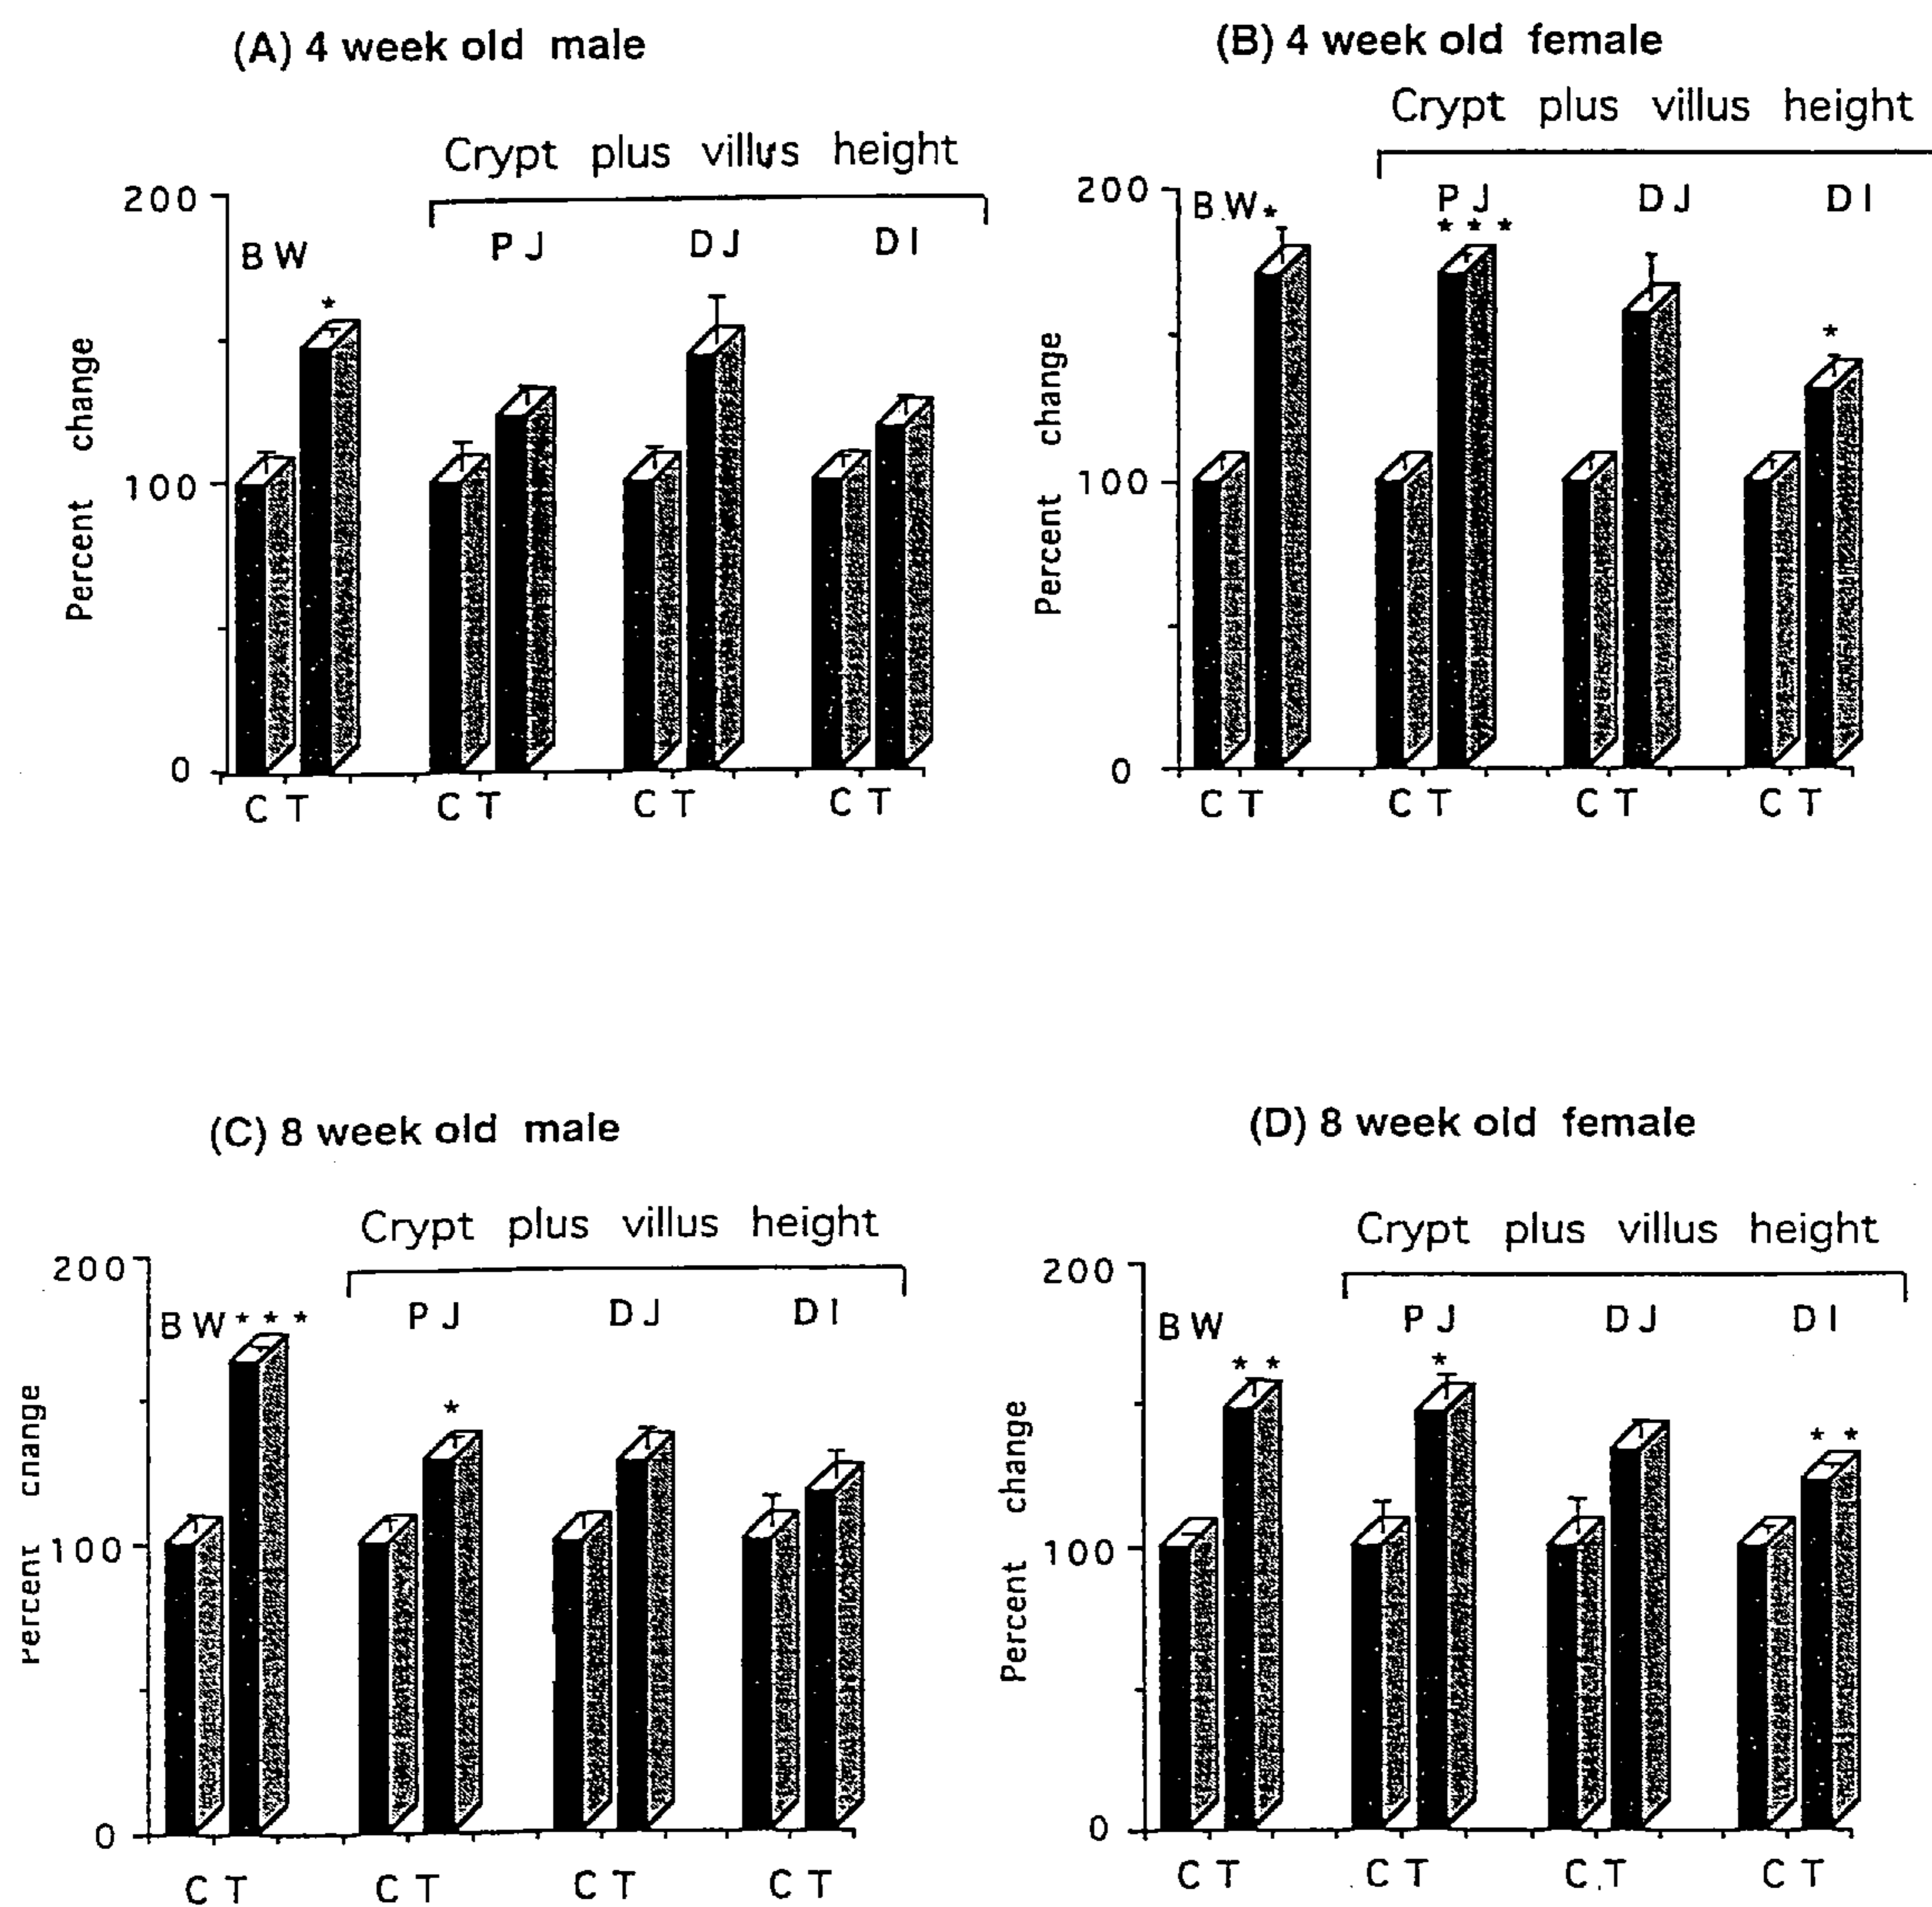 (A) 4 week old male
Crypt plus villus height
200
BW
PJ
DJ
DI
*
Percent change
100
0
C T
C T
C T
C T
(B) 4 week old female
Crypt plus villus height
200
BW*
PJ
DJ
DI
* * *
*
Percent change
100
0
C T
C T
C T
C T
(C) 8 week old male
Crypt plus villus height
200
BW* * *
PJ
DJ
DI
*
Percent change
100
0
C T
C T
C T
C T
(D) 8 week old female
Crypt plus villus height
200
BW
PJ
DJ
DI
* *
*
* *
Percent change
100
0
C T
C T
C T
C T